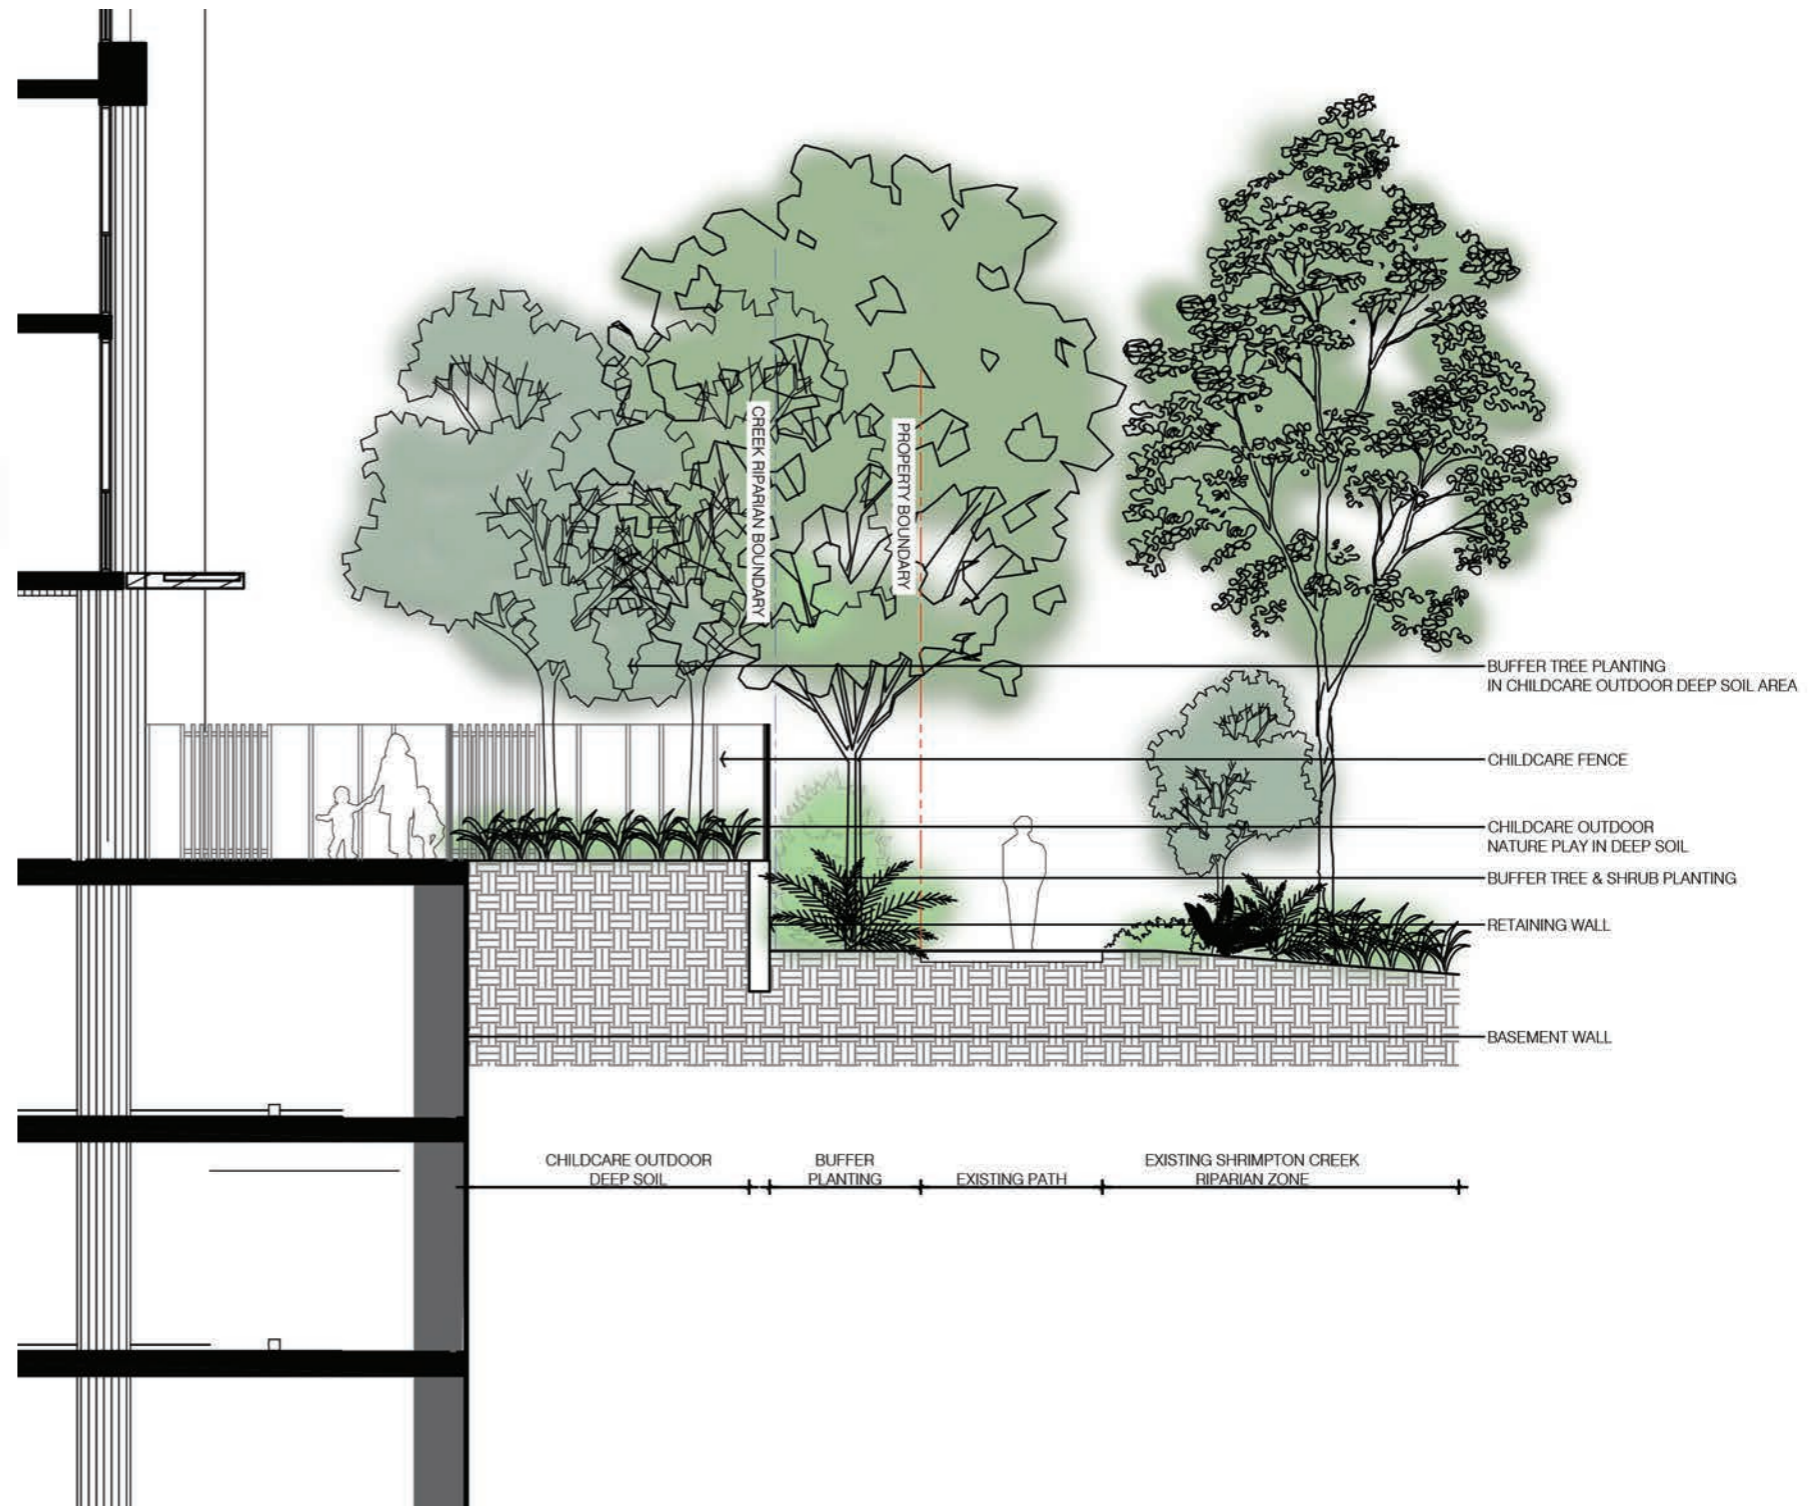 CREEK RIPARIAN BOUNDARY
PROPERTY BOUNDARY
BUFFER TREE PLANTING
IN CHILDCARE OUTDOOR DEEP SOIL AREA
CHILDCARE FENCE
CHILDCARE OUTDOOR
NATURE PLAY IN DEEP SOIL
BUFFER TREE & SHRUB PLANTING
RETAINING WALL
BASEMENT WALL
CHILDCARE OUTDOOR
DEEP SOIL
BUFFER
PLANTING
EXISTING PATH
EXISTING SHRIMPTON CREEK
RIPARIAN ZONE